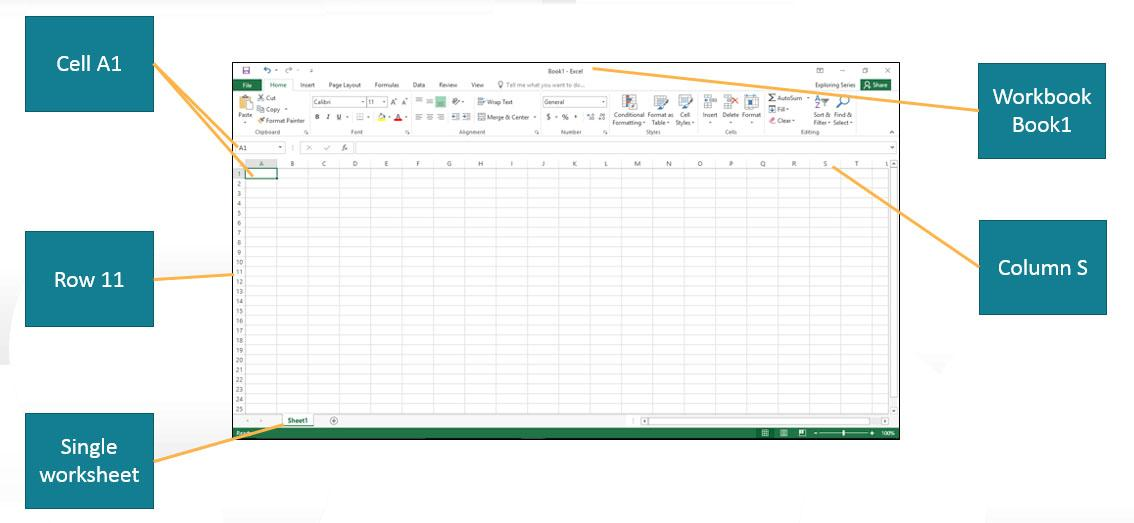 Cell A1
Row 11
Single
worksheet
Workbook
Book1
Column S
Book1 - Excel
File Home Insert Page Layout Formulas Data Review View Tell me what you want to do... Exploring Series Share
Cut
Copy
Format Painter
Paste
Clipboard
Calibri 11
B I U
Font
Wrap Text
Merge & Center
Alignment
General
$ % ,
Number
Conditional
Formatting
Format as
Table
Cell
Styles
Styles
Insert Delete Format
Cells
AutoSum
Fill
Clear
Sort &
Filter
Find &
Select
Editing
A1 fx
A B C D E F G H I J K L M N O P Q R S T U
1
2
3
4
5
6
7
8
9
10
11
12
13
14
15
16
17
18
19
20
21
22
23
24
25
Sheet1
100%